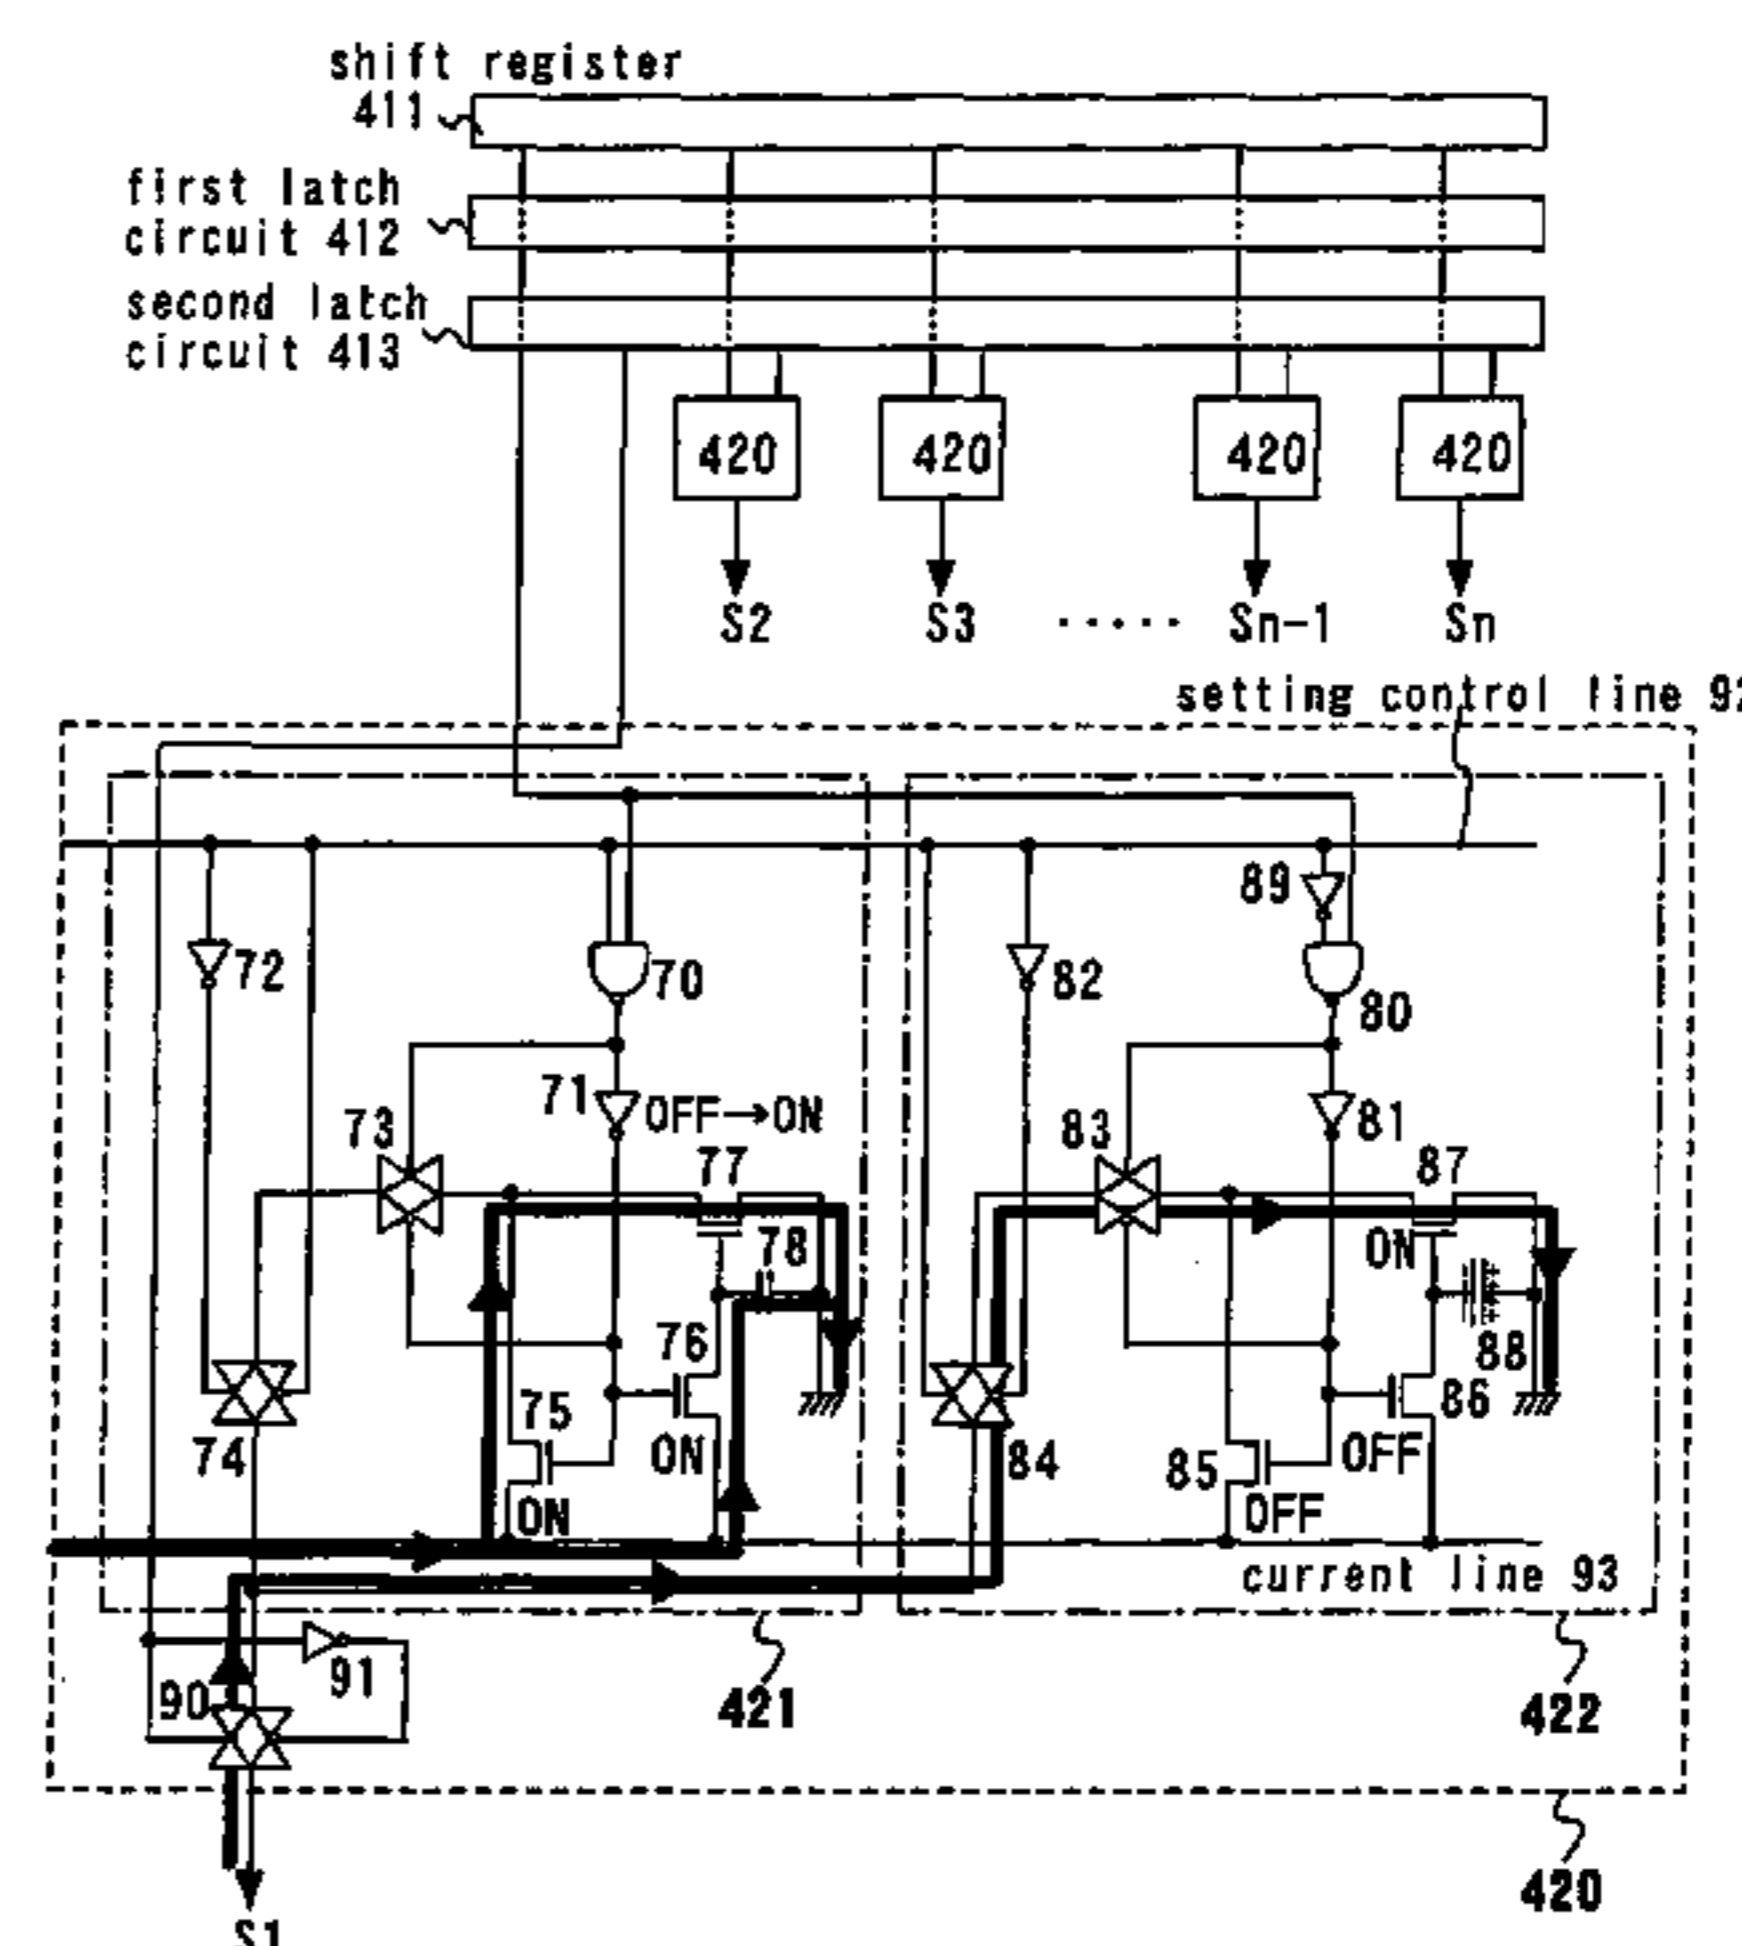 shift register
411
first latch
circuit 412
second latch
circuit 413
420 420 420 420
S2 S3 ····· Sn-1 Sn
setting control line 92
89
72 70 82 80
71 OFF→ON 81
73 83
77 87
78 ON
76 88
75 86
74 ON 84 85 OFF
ON OFF
current line 93
91
90
421 422
420
S1